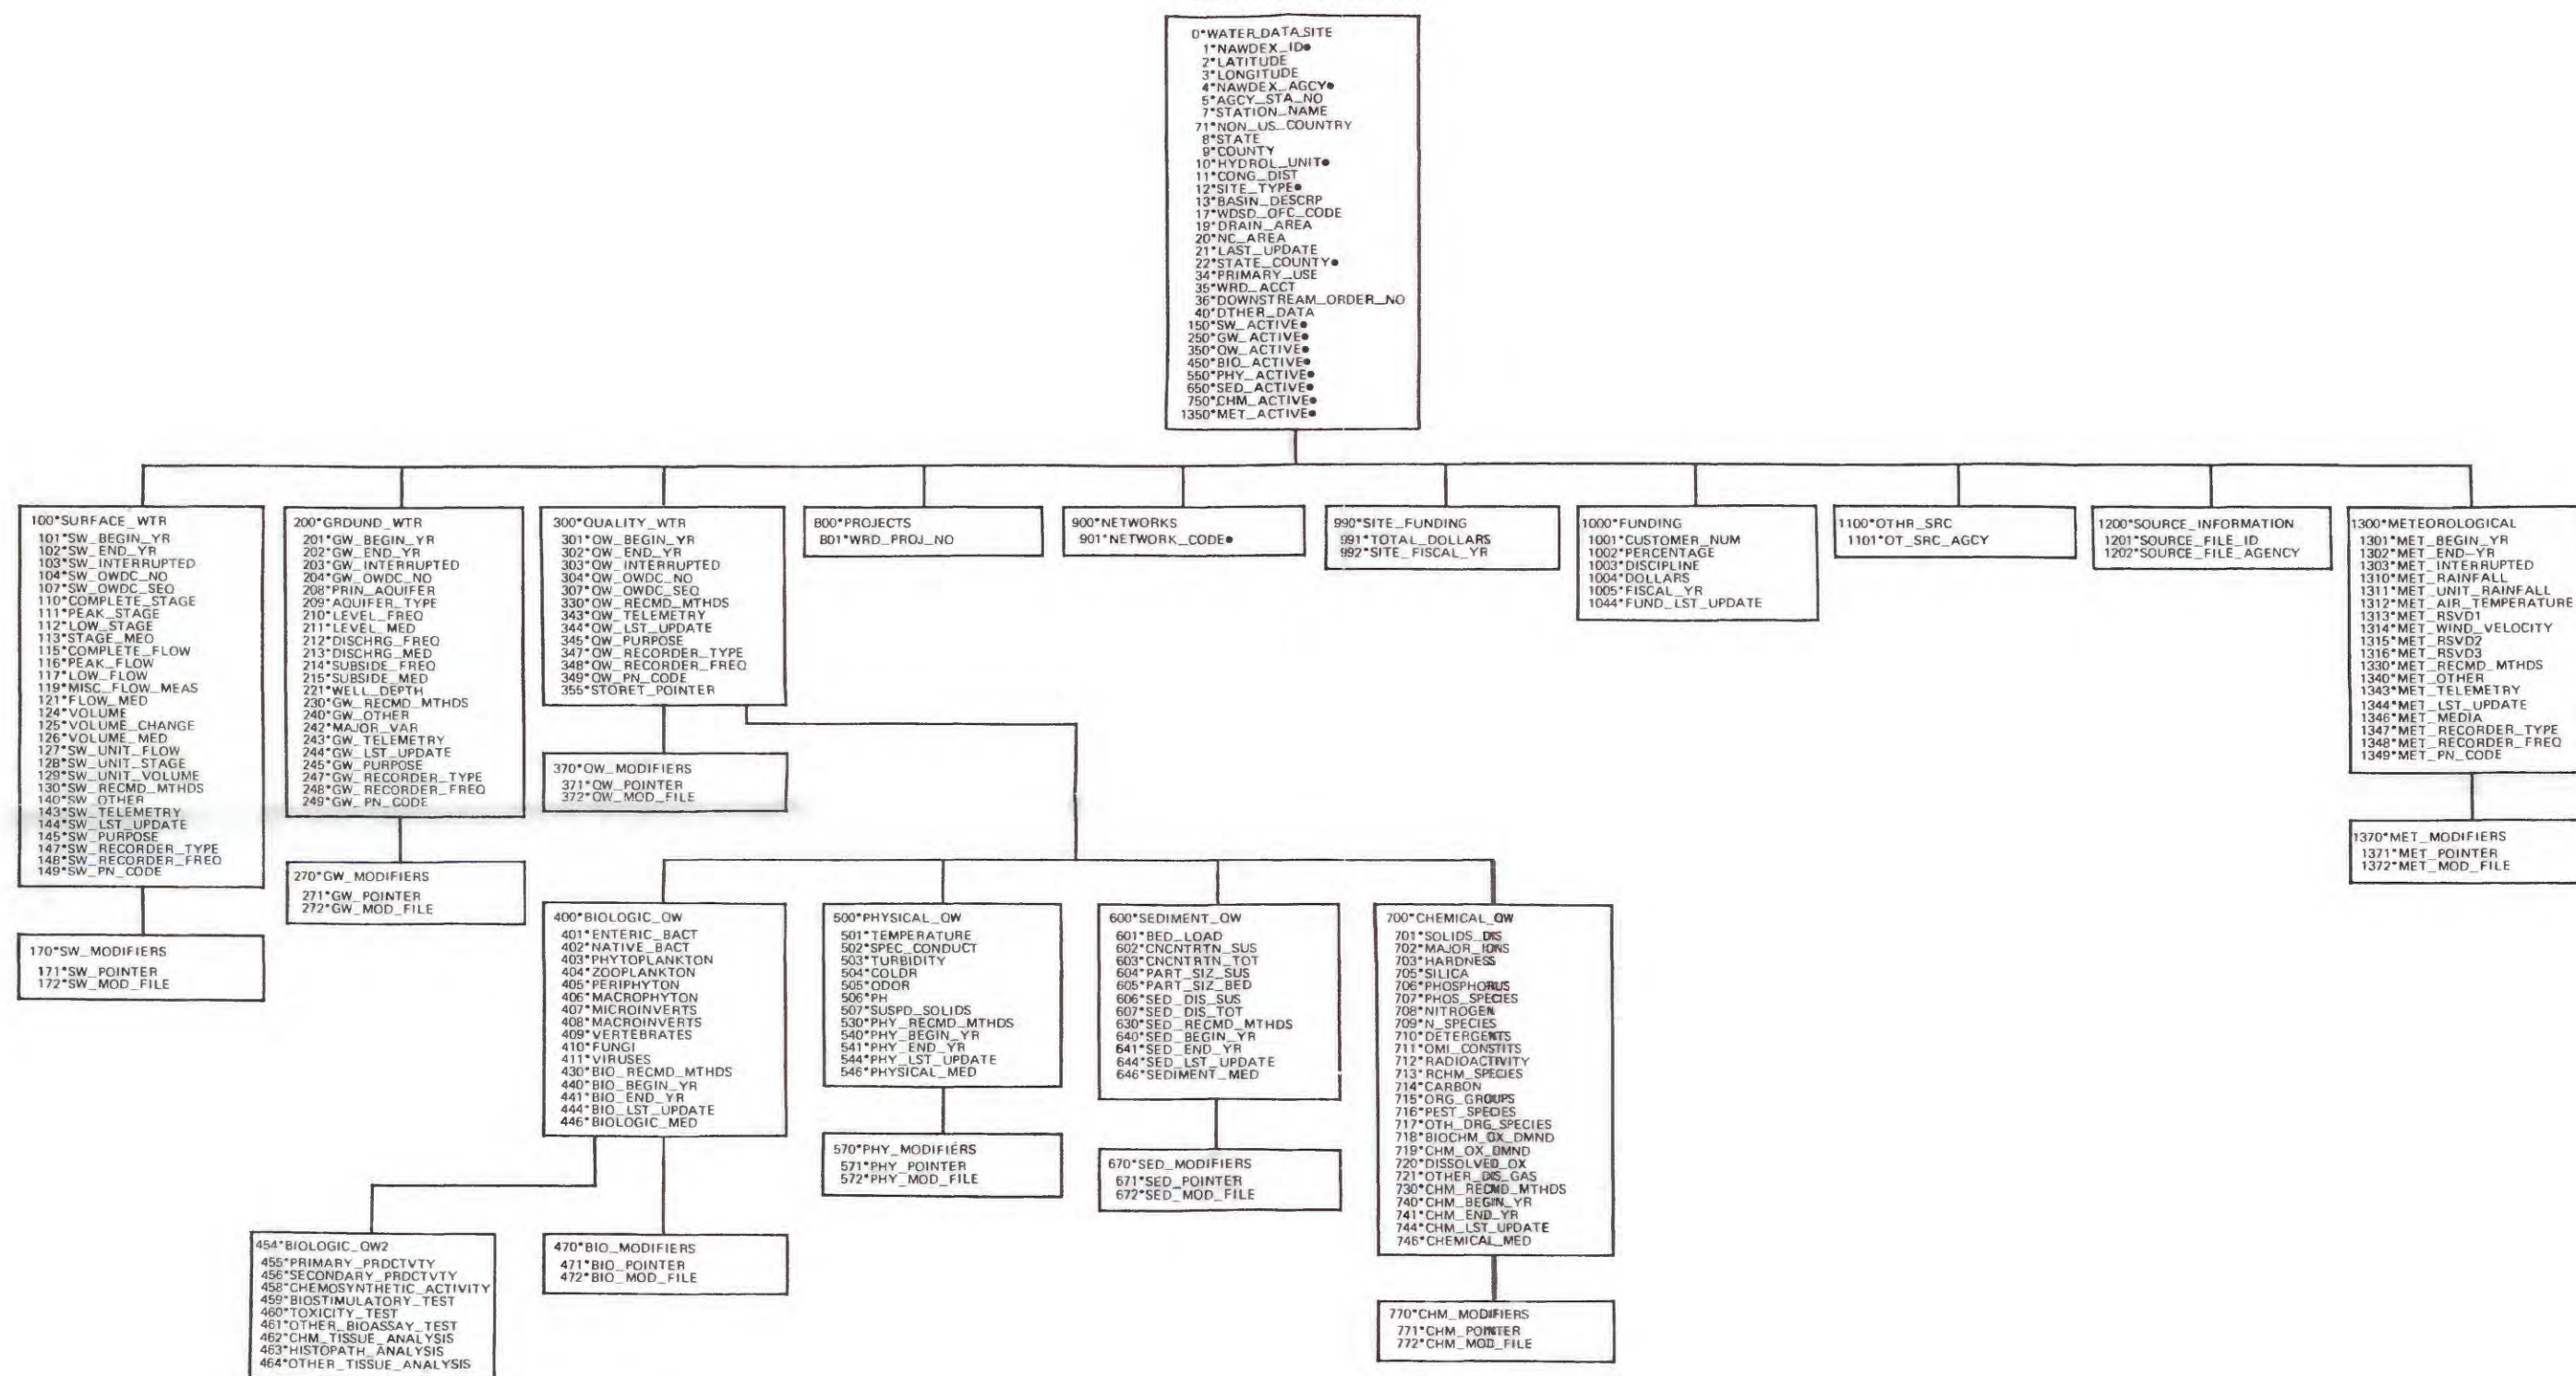 0*WATER_DATA_SITE
1*NAWDEX_ID●
2*LATITUDE
3*LONGITUDE
4*NAWDEX_AGCY●
5*AGCY_STA_NO
7*STATION_NAME
71*NON_US_COUNTRY
8*STATE
9*COUNTY
10*HYDROL_UNIT●
11*CONG_DIST
12*SITE_TYPE●
13*BASIN_DESCRP
17*WDSD_OFC_CODE
19*DRAIN_AREA
20*NC_AREA
21*LAST_UPDATE
22*STATE_COUNTY●
34*PRIMARY_USE
35*WRD_ACCT
36*DOWNSTREAM_ORDER_NO
40*OTHER_DATA
150*SW_ACTIVE●
250*GW_ACTIVE●
350*QW_ACTIVE●
450*BIO_ACTIVE●
550*PHY_ACTIVE●
650*SED_ACTIVE●
750*CHM_ACTIVE●
1350*MET_ACTIVE●
100*SURFACE_WTR
101*SW_BEGIN_YR
102*SW_END_YR
103*SW_INTERRUPTED
104*SW_OWDC_NO
107*SW_OWDC_SEQ
110*COMPLETE_STAGE
111*PEAK_STAGE
112*LOW_STAGE
113*STAGE_MED
115*COMPLETE_FLOW
116*PEAK_FLOW
117*LOW_FLOW
119*MISC_FLOW_MEAS
121*FLOW_MED
124*VOLUME
125*VOLUME_CHANGE
126*VOLUME_MED
127*SW_UNIT_FLOW
128*SW_UNIT_STAGE
129*SW_UNIT_VOLUME
130*SW_RECMD_MTHDS
140*SW_OTHER
143*SW_TELEMETRY
144*SW_LST_UPDATE
145*SW_PURPOSE
147*SW_RECORDER_TYPE
148*SW_RECORDER_FREQ
149*SW_PN_CODE
200*GROUND_WTR
201*GW_BEGIN_YR
202*GW_END_YR
203*GW_INTERRUPTED
204*GW_OWDC_NO
208*PRIN_AQUIFER
209*AQUIFER_TYPE
210*LEVEL_FREQ
211*LEVEL_MED
212*DISCHRG_FREQ
213*DISCHRG_MED
214*SUBSIDE_FREQ
215*SUBSIDE_MED
221*WELL_DEPTH
230*GW_RECMD_MTHDS
240*GW_OTHER
242*MAJOR_VAR
243*GW_TELEMETRY
244*GW_LST_UPDATE
245*GW_PURPOSE
247*GW_RECORDER_TYPE
248*GW_RECORDER_FREQ
249*GW_PN_CODE
300*QUALITY_WTR
301*QW_BEGIN_YR
302*QW_END_YR
303*QW_INTERRUPTED
304*QW_OWDC_NO
307*QW_OWDC_SEQ
330*QW_RECMD_MTHDS
343*QW_TELEMETRY
344*QW_LST_UPDATE
345*QW_PURPOSE
347*QW_RECORDER_TYPE
348*QW_RECORDER_FREQ
349*QW_PN_CODE
355*STORET_POINTER
800*PROJECTS
801*WRD_PROJ_NO
900*NETWORKS
901*NETWORK_CODE●
990*SITE_FUNDING
991*TOTAL_DOLLARS
992*SITE_FISCAL_YR
1000*FUNDING
1001*CUSTOMER_NUM
1002*PERCENTAGE
1003*DISCIPLINE
1004*DOLLARS
1005*FISCAL_YR
1044*FUND_LST_UPDATE
1100*OTHR_SRC
1101*OT_SRC_AGCY
1200*SOURCE_INFORMATION
1201*SOURCE_FILE_ID
1202*SOURCE_FILE_AGENCY
1300*METEOROLOGICAL
1301*MET_BEGIN_YR
1302*MET_END-YR
1303*MET_INTERRUPTED
1310*MET_RAINFALL
1311*MET_UNIT_RAINFALL
1312*MET_AIR_TEMPERATURE
1313*MET_RSVD1
1314*MET_WIND_VELOCITY
1315*MET_RSVD2
1316*MET_RSVD3
1330*MET_RECMD_MTHDS
1340*MET_OTHER
1343*MET_TELEMETRY
1344*MET_LST_UPDATE
1346*MET_MEDIA
1347*MET_RECORDER_TYPE
1348*MET_RECORDER_FREQ
1349*MET_PN_CODE
170*SW_MODIFIERS
171*SW_POINTER
172*SW_MOD_FILE
270*GW_MODIFIERS
271*GW_POINTER
272*GW_MOD_FILE
370*QW_MODIFIERS
371*QW_POINTER
372*QW_MOD_FILE
1370*MET_MODIFIERS
1371*MET_POINTER
1372*MET_MOD_FILE
400*BIOLOGIC_QW
401*ENTERIC_BACT
402*NATIVE_BACT
403*PHYTOPLANKTON
404*ZOOPLANKTON
405*PERIPHYTON
406*MACROPHYTON
407*MICROINVERTS
408*MACROINVERTS
409*VERTEBRATES
410*FUNGI
411*VIRUSES
430*BIO_RECMD_MTHDS
440*BIO_BEGIN_YR
441*BIO_END_YR
444*BIO_LST_UPDATE
446*BIOLOGIC_MED
500*PHYSICAL_QW
501*TEMPERATURE
502*SPEC_CONDUCT
503*TURBIDITY
504*COLOR
505*ODOR
506*PH
507*SUSPD_SOLIDS
530*PHY_RECMD_MTHDS
540*PHY_BEGIN_YR
541*PHY_END_YR
544*PHY_LST_UPDATE
546*PHYSICAL_MED
600*SEDIMENT_QW
601*BED_LOAD
602*CNCNTRTN_SUS
603*CNCNTRTN_TOT
604*PART_SIZ_SUS
605*PART_SIZ_BED
606*SED_DIS_SUS
607*SED_DIS_TOT
630*SED_RECMD_MTHDS
640*SED_BEGIN_YR
641*SED_END_YR
644*SED_LST_UPDATE
646*SEDIMENT_MED
700*CHEMICAL_QW
701*SOLIDS_DIS
702*MAJOR_IONS
703*HARDNESS
705*SILICA
706*PHOSPHORUS
707*PHOS_SPECIES
708*NITROGEN
709*N_SPECIES
710*DETERGENTS
711*OMI_CONSTITS
712*RADIOACTIVITY
713*RCHM_SPECIES
714*CARBON
715*ORG_GROUPS
716*PEST_SPECIES
717*OTH_ORG_SPECIES
718*BIOCHM_OX_DMND
719*CHM_OX_DMND
720*DISSOLVED_OX
721*OTHER_DIS_GAS
730*CHM_RECMD_MTHDS
740*CHM_BEGIN_YR
741*CHM_END_YR
744*CHM_LST_UPDATE
746*CHEMICAL_MED
454*BIOLOGIC_QW2
455*PRIMARY_PRDCTVTY
456*SECONDARY_PRDCTVTY
458*CHEMOSYNTHETIC_ACTIVITY
459*BIOSTIMULATORY_TEST
460*TOXICITY_TEST
461*OTHER_BIOASSAY_TEST
462*CHM_TISSUE_ANALYSIS
463*HISTOPATH_ANALYSIS
464*OTHER_TISSUE_ANALYSIS
470*BIO_MODIFIERS
471*BIO_POINTER
472*BIO_MOD_FILE
570*PHY_MODIFIERS
571*PHY_POINTER
572*PHY_MOD_FILE
670*SED_MODIFIERS
671*SED_POINTER
672*SED_MOD_FILE
770*CHM_MODIFIERS
771*CHM_POINTER
772*CHM_MOD_FILE